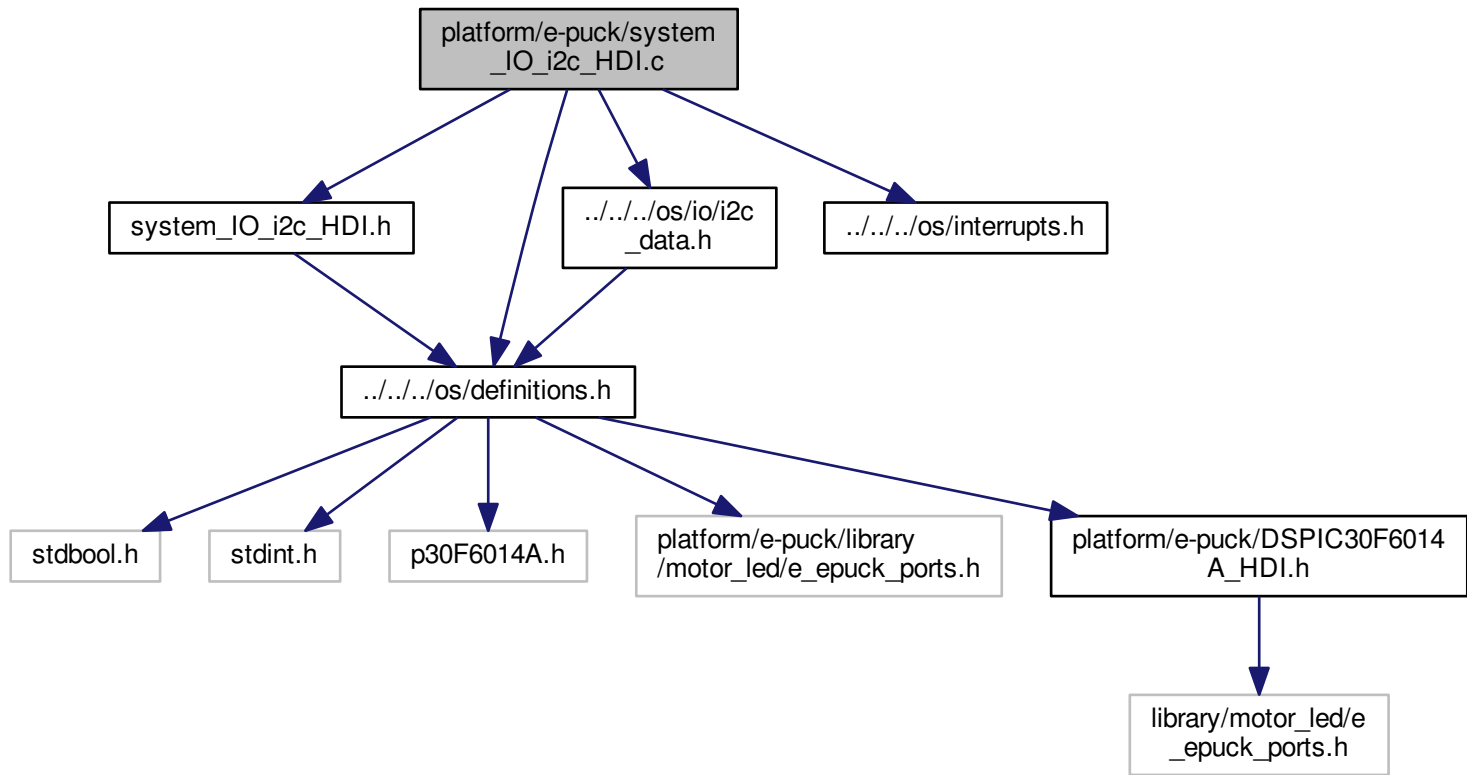 platform/e-puck/system
_IO_i2c_HDI.c
system_IO_i2c_HDI.h
../../../os/io/i2c
_data.h
../../../os/interrupts.h
../../../os/definitions.h
stdbool.h
stdint.h
p30F6014A.h
platform/e-puck/library
/motor_led/e_epuck_ports.h
platform/e-puck/DSPIC30F6014
A_HDI.h
library/motor_led/e
_epuck_ports.h